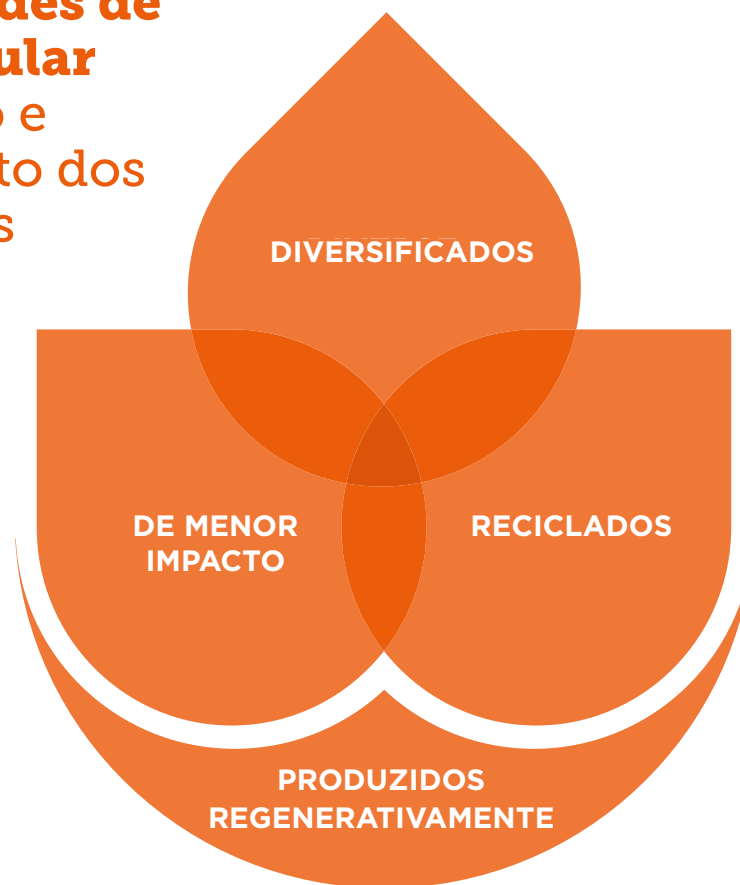 des de
ular
o e
to dos
s
DIVERSIFICADOS
DE MENOR
IMPACTO
RECICLADOS
PRODUZIDOS
REGENERATIVAMENTE